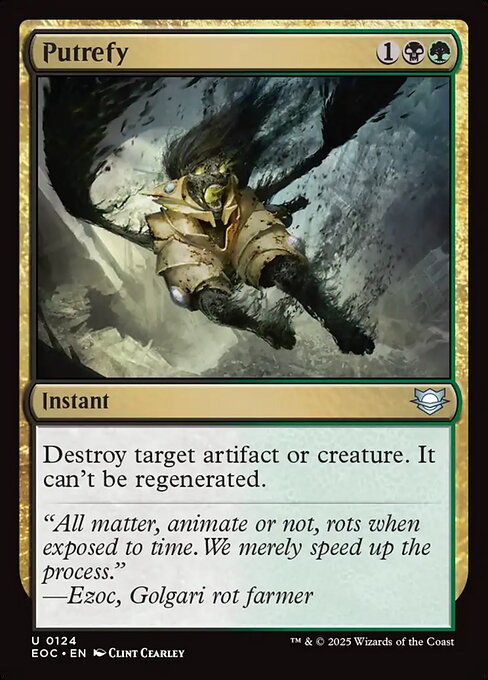 Putrefy 1
Instant
Destroy target artifact or creature. It
can’t be regenerated.
“All matter, animate or not, rots when
exposed to time. We merely speed up the
process.”
—Ezoc, Golgari rot farmer
U 0124
EOC • EN Clint Cearley
™ & © 2025 Wizards of the Coast